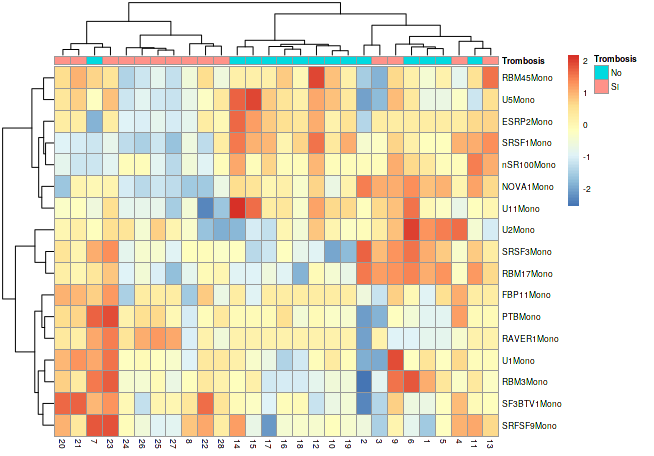 Trombosis
RBM45Mono
U5Mono
ESRP2Mono
SRSF1Mono
nSR100Mono
NOVA1Mono
U11Mono
U2Mono
SRSF3Mono
RBM17Mono
FBP11Mono
PTBMono
RAVER1Mono
U1Mono
RBM3Mono
SF3BTV1Mono
SRFSF9Mono
20 21 7 23 24 26 25 27 8 22 28 14 15 17 16 18 12 10 19 2 3 9 6 1 5 4 11 13
2
1
0
-1
-2
Trombosis
No
SI